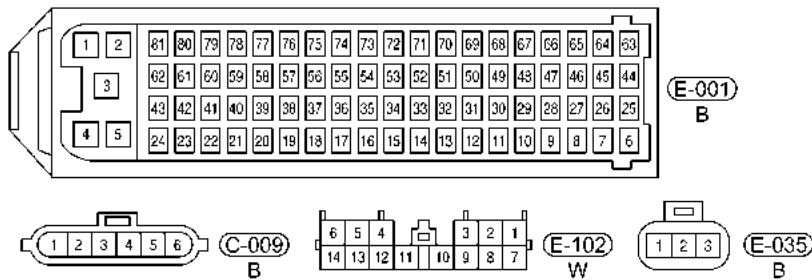 1 2 81 80 79 78 77 76 75 74 73 72 71 70 69 68 67 66 65 64 63
3 62 61 60 59 58 57 56 55 54 53 52 51 50 49 48 47 46 45 44
43 42 41 40 39 38 37 36 35 34 33 32 31 30 29 28 27 26 25
4 5 24 23 22 21 20 19 18 17 16 15 14 13 12 11 10 9 8 7 6
E-001
B
1 2 3 4 5 6
C-009
B
6 5 4 3 2 1
14 13 12 11 10 9 8 7
E-102
W
1 2 3
E-035
B